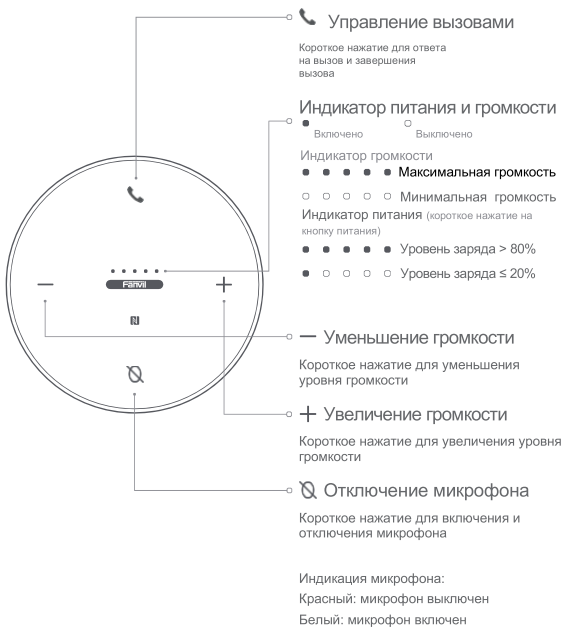 Управление вызовами
Короткое нажатие для ответа
на вызов и завершения
вызова
Индикатор питания и громкости
Включено
Выключено
Индикатор громкости
Максимальная громкость
Минимальная громкость
Индикатор питания (короткое нажатие на
кнопку питания)
Уровень заряда > 80%
Уровень заряда ≤ 20%
Fanvil
Уменьшение громкости
Короткое нажатие для уменьшения
уровня громкости
Увеличение громкости
Короткое нажатие для увеличения уровня
громкости
Отключение микрофона
Короткое нажатие для включения и
отключения микрофона
Индикация микрофона:
Красный: микрофон выключен
Белый: микрофон включен